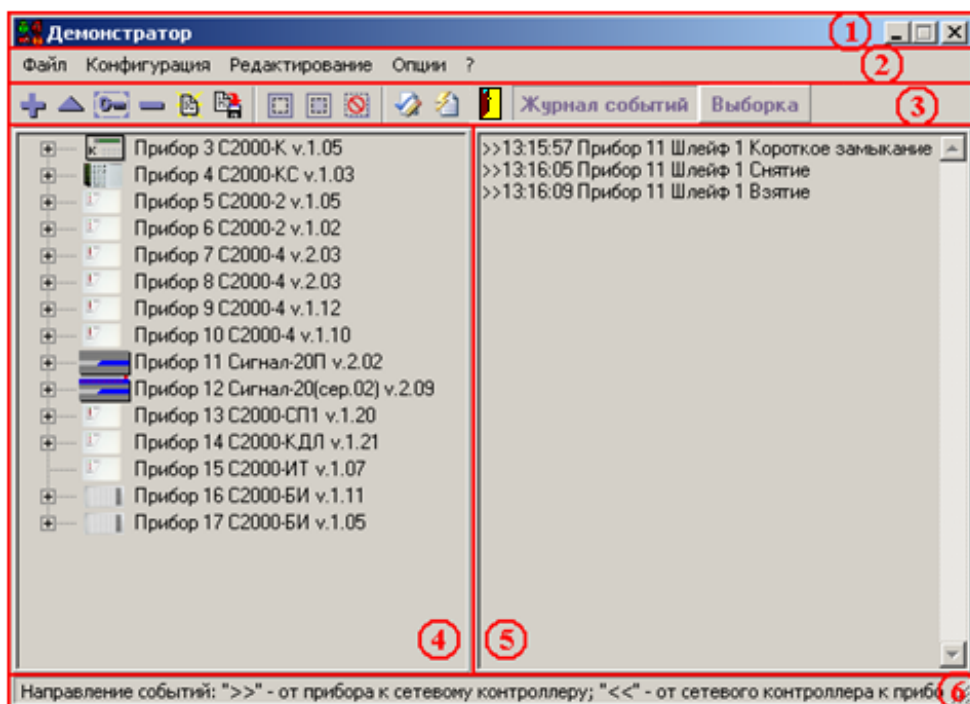 Демонстратор 1
Файл Конфигурация Редактирование Опции ? 2
Журнал событий Выборка 3
Прибор 3 С2000-К v.1.05
Прибор 4 С2000-КС v.1.03
Прибор 5 С2000-2 v.1.05
Прибор 6 С2000-2 v.1.02
Прибор 7 С2000-4 v.2.03
Прибор 8 С2000-4 v.2.03
Прибор 9 С2000-4 v.1.12
Прибор 10 С2000-4 v.1.10
Прибор 11 Сигнал-20П v.2.02
Прибор 12 Сигнал-20(сер.02) v.2.09
Прибор 13 С2000-СП1 v.1.20
Прибор 14 С2000-КДЛ v.1.21
Прибор 15 С2000-ИТ v.1.07
Прибор 16 С2000-БИ v.1.11
Прибор 17 С2000-БИ v.1.05
4
>>13:15:57 Прибор 11 Шлейф 1 Короткое замыкание
>>13:16:05 Прибор 11 Шлейф 1 Снятие
>>13:16:09 Прибор 11 Шлейф 1 Взятие
5
Направление событий: ">>" - от прибора к сетевому контроллеру; "<<" - от сетевого контроллера к прибо 6